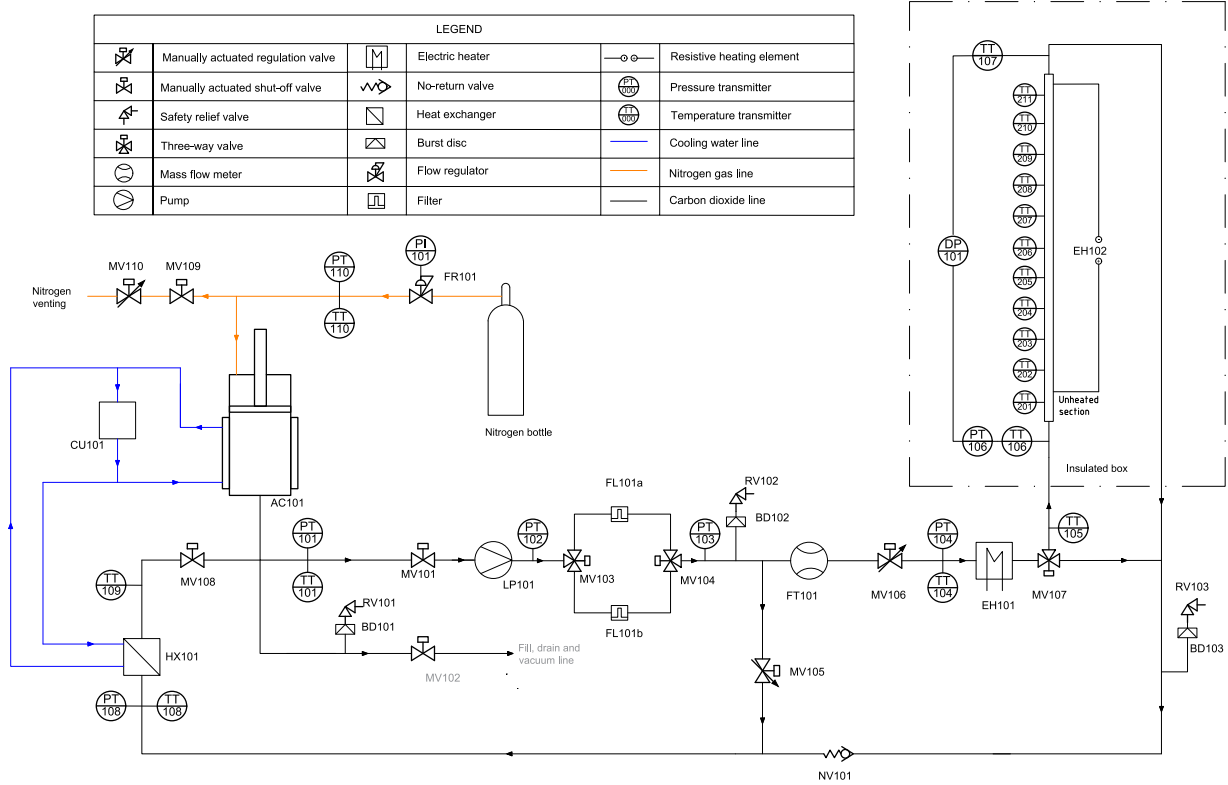 LEGEND
Manually actuated regulation valve
Electric heater
Resistive heating element
Manually actuated shut-off valve
No-return valve
PT
000
Pressure transmitter
Safety relief valve
Heat exchanger
TT
000
Temperature transmitter
Three-way valve
Burst disc
Cooling water line
Mass flow meter
Flow regulator
Nitrogen gas line
Pump
Filter
Carbon dioxide line
TT
107
TT
211
TT
210
TT
209
TT
208
TT
207
TT
206
TT
205
TT
204
TT
203
TT
202
TT
201
DP
101
EH102
Unheated
section
PT
106
TT
106
Insulated box
MV110
MV109
PT
110
TT
110
PI
101
FR101
Nitrogen
venting
Nitrogen bottle
CU101
AC101
MV108
PT
101
TT
101
MV101
PT
102
LP101
MV103
FL101a
FL101b
MV104
PT
103
RV102
BD102
FT101
MV106
PT
104
TT
104
EH101
TT
105
MV107
TT
109
HX101
RV101
BD101
MV102
Fill, drain and
vacuum line
MV105
RV103
BD103
PT
108
TT
108
NV101